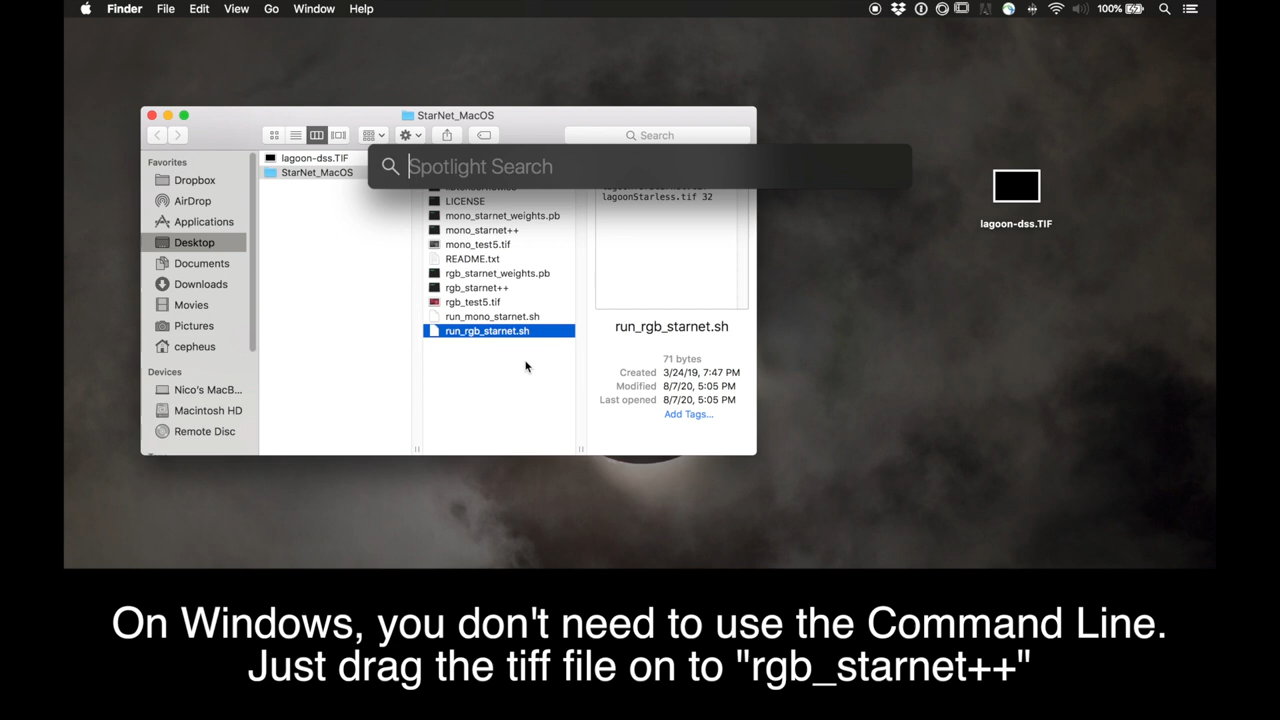 Finder File Edit View Go Window Help
100%
StarNet_MacOS
Search
Favorites
Dropbox
AirDrop
Applications
Desktop
Documents
Downloads
Movies
Pictures
cepheus
Devices
Nico's MacB...
Macintosh HD
Remote Disc
lagoon-dss.TIF
StarNet_MacOS
Spotlight Search
LICENSE
mono_starnet_weights.pb
mono_starnet++
mono_test5.tif
README.txt
rgb_starnet_weights.pb
rgb_starnet++
rgb_test5.tif
run_mono_starnet.sh
run_rgb_starnet.sh
lagoonStarless.tif 32
run_rgb_starnet.sh
71 bytes
Created 3/24/19, 7:47 PM
Modified 8/7/20, 5:05 PM
Last opened 8/7/20, 5:05 PM
Add Tags...
lagoon-dss.TIF
On Windows, you don't need to use the Command Line.
Just drag the tiff file on to "rgb_starnet++"